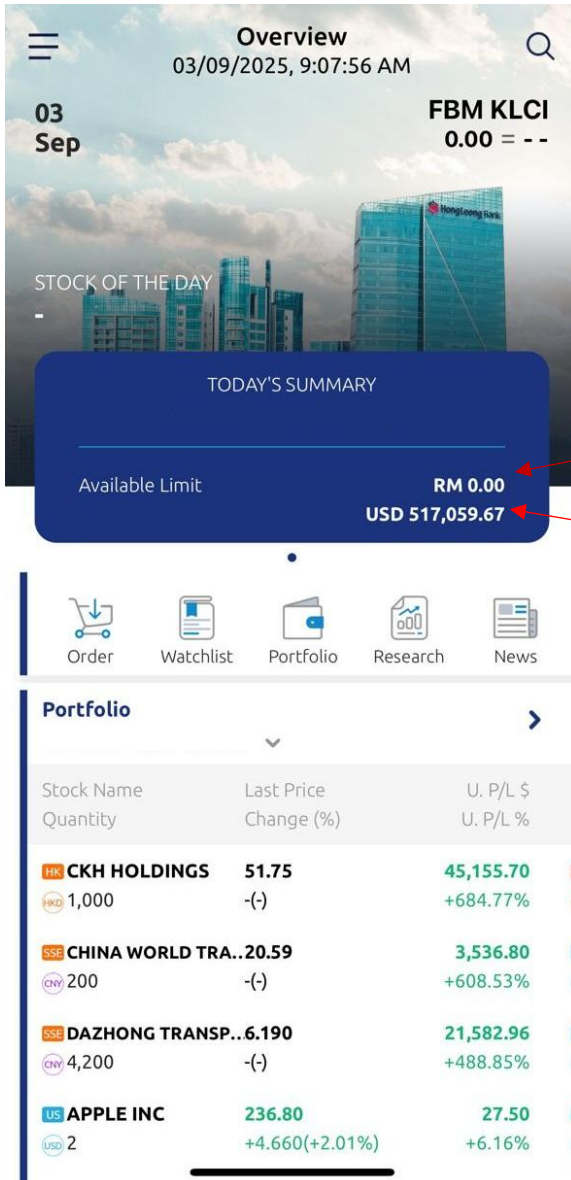 Overview
03/09/2025, 9:07:56 AM
03
Sep
FBM KLCI
0.00 = - -
HongLeong Bank
STOCK OF THE DAY
-
TODAY'S SUMMARY
Available Limit
RM 0.00
USD 517,059.67
Order Watchlist Portfolio Research News
Portfolio
Stock Name Last Price U. P/L $
Quantity Change (%) U. P/L %
HK CKH HOLDINGS 51.75 45,155.70
HKD 1,000 -(-) +684.77%
SSE CHINA WORLD TRA.. 20.59 3,536.80
CNY 200 -(-) +608.53%
SSE DAZHONG TRANSP.. 6.190 21,582.96
CNY 4,200 -(-) +488.85%
US APPLE INC 236.80 27.50
USD 2 +4.660(+2.01%) +6.16%